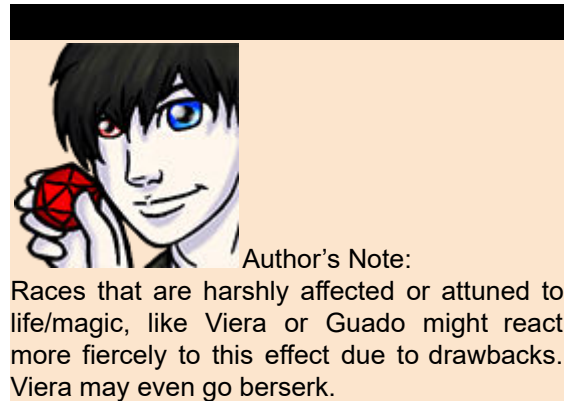 Author’s Note:
Races that are harshly affected or attuned to
life/magic, like Viera or Guado might react
more fiercely to this effect due to drawbacks.
Viera may even go berserk.